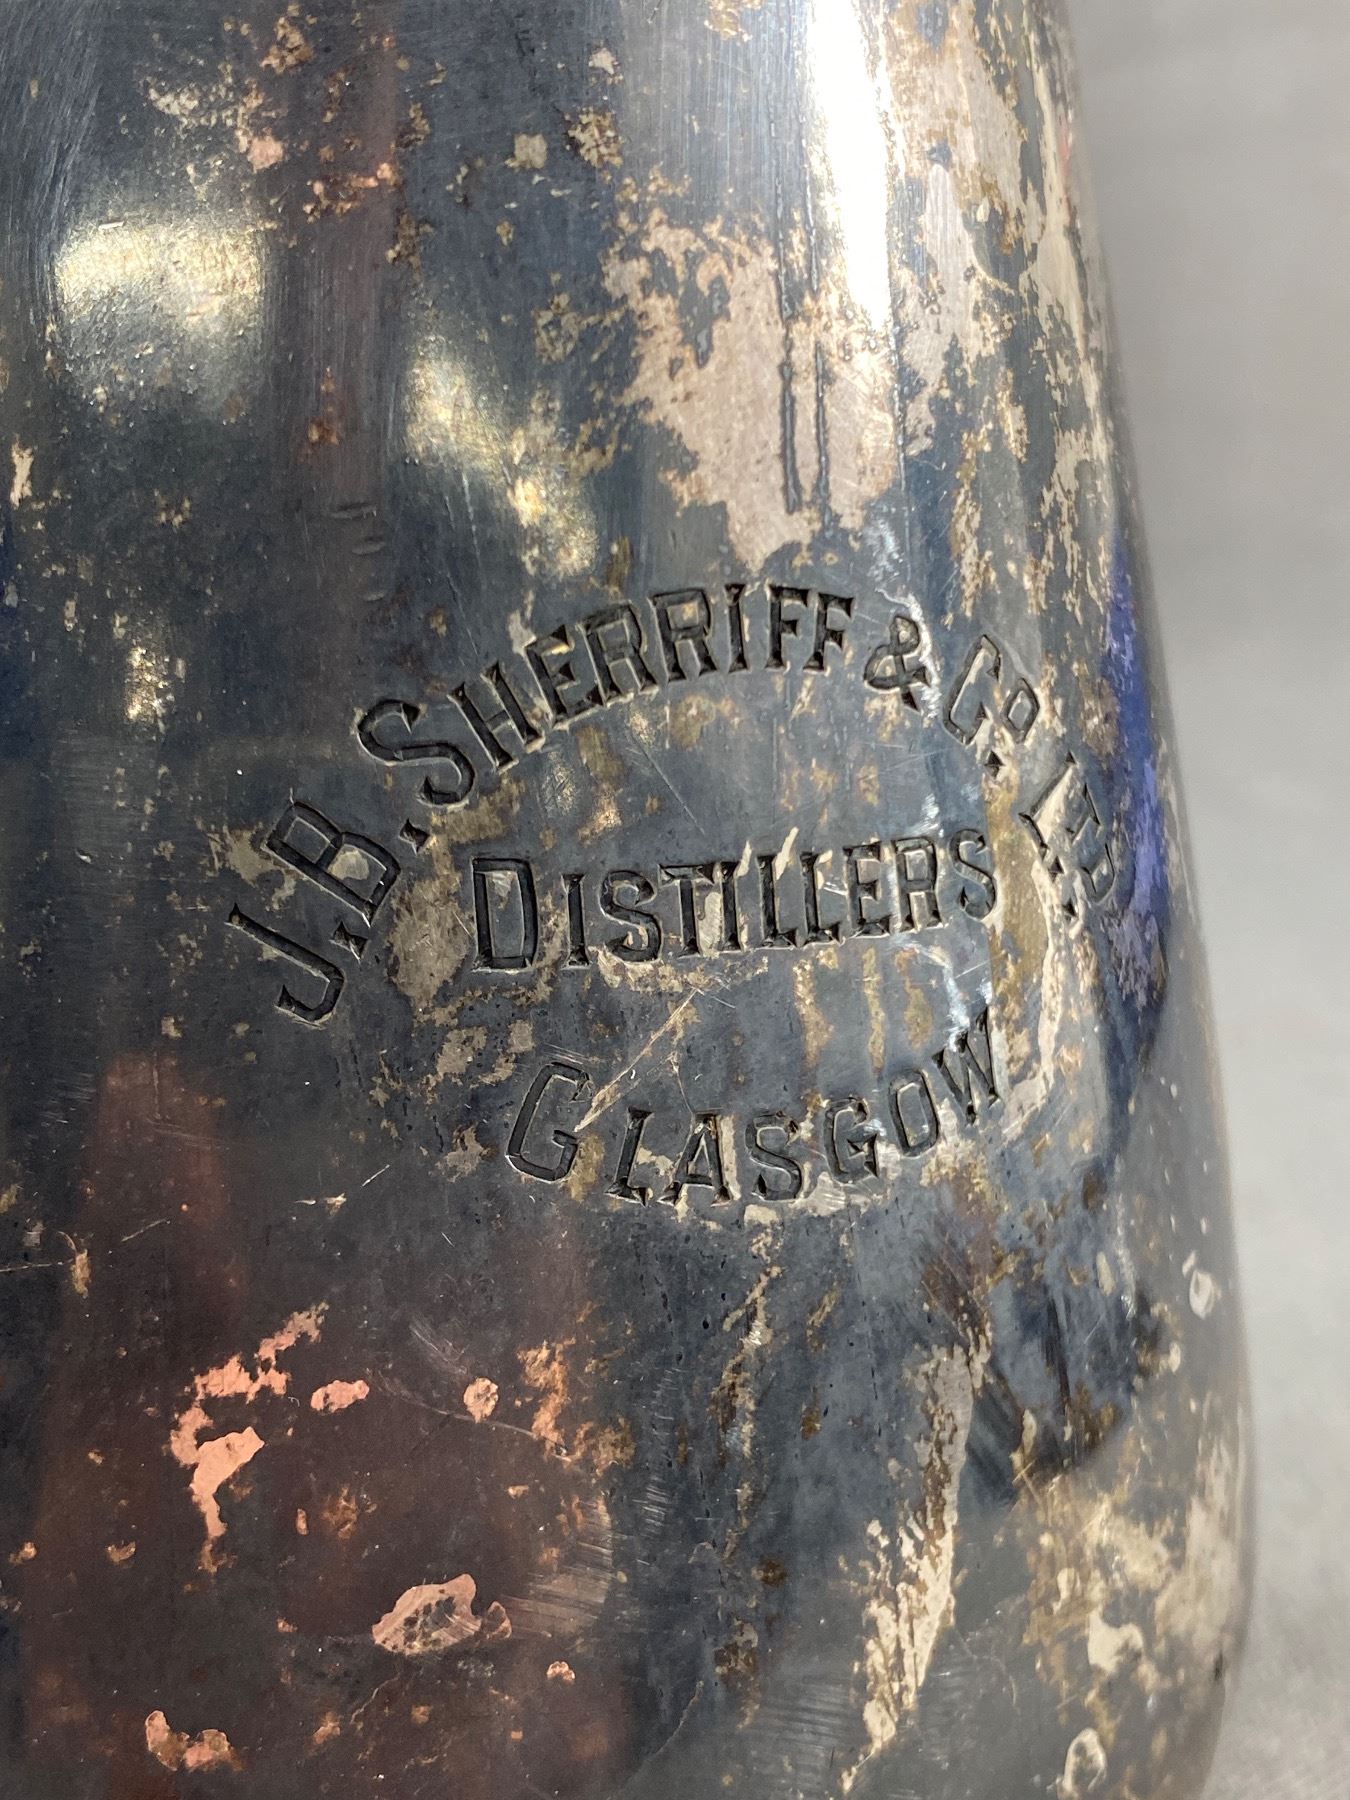 J.B. SHERRIFF & Co. LTD.
DISTILLERS
GLASGOW